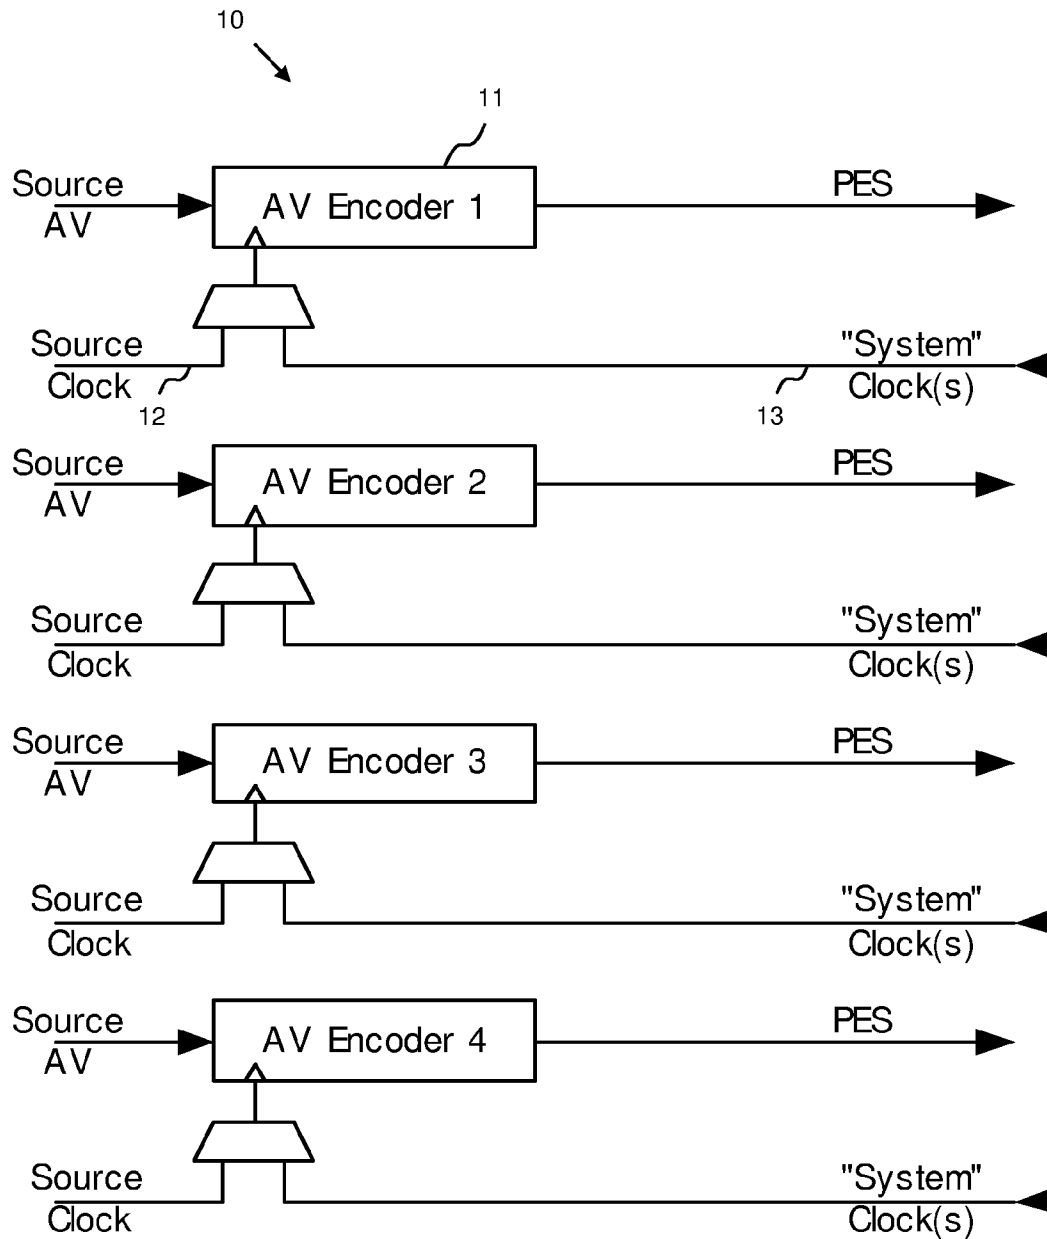 10
11
Source
AV
AV Encoder 1
PES
Source
Clock
12
"System"
Clock(s)
13
Source
AV
AV Encoder 2
PES
Source
Clock
"System"
Clock(s)
Source
AV
AV Encoder 3
PES
Source
Clock
"System"
Clock(s)
Source
AV
AV Encoder 4
PES
Source
Clock
"System"
Clock(s)